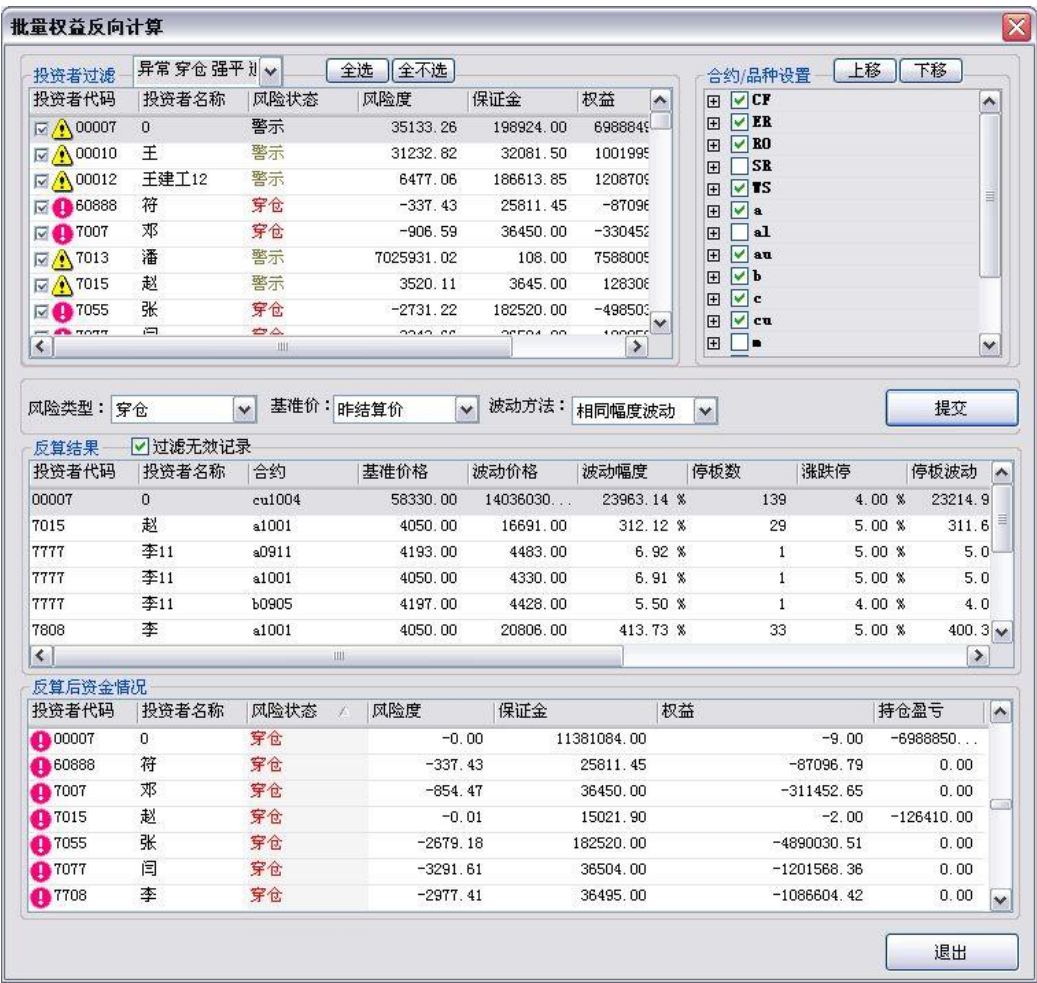 批量权益反向计算
投资者过滤 异常 穿仓 强平 全选 全不选
投资者代码 投资者名称 风险状态 风险度 保证金 权益
00007 0 警示 35133.26 198924.00 6988849
00010 王 警示 31232.82 32081.50 1001995
00012 王建工12 警示 6477.06 186613.85 1208709
60888 符 穿仓 -337.43 25811.45 -87096
7007 邓 穿仓 -906.59 36450.00 -330452
7013 潘 警示 7025931.02 108.00 7588005
7015 赵 警示 3520.11 3645.00 128308
7055 张 穿仓 -2731.22 182520.00 -498503
合约/品种设置 上移 下移
CF
ER
RO
SR
WS
a
al
au
b
c
cu
m
风险类型： 穿仓 基准价： 昨结算价 波动方法： 相同幅度波动 提交
反算结果 过滤无效记录
投资者代码 投资者名称 合约 基准价格 波动价格 波动幅度 停板数 涨跌停 停板波动
00007 0 cu1004 58330.00 14036030... 23963.14 % 139 4.00 % 23214.9
7015 赵 a1001 4050.00 16691.00 312.12 % 29 5.00 % 311.6
7777 李11 a0911 4193.00 4483.00 6.92 % 1 5.00 % 5.0
7777 李11 a1001 4050.00 4330.00 6.91 % 1 5.00 % 5.0
7777 李11 b0905 4197.00 4428.00 5.50 % 1 4.00 % 4.0
7808 李 a1001 4050.00 20806.00 413.73 % 33 5.00 % 400.3
反算后资金情况
投资者代码 投资者名称 风险状态 风险度 保证金 权益 持仓盈亏
00007 0 穿仓 -0.00 11381084.00 -9.00 -6988850...
60888 符 穿仓 -337.43 25811.45 -87096.79 0.00
7007 邓 穿仓 -854.47 36450.00 -311452.65 0.00
7015 赵 穿仓 -0.01 15021.90 -2.00 -126410.00
7055 张 穿仓 -2679.18 182520.00 -4890030.51 0.00
7077 闫 穿仓 -3291.61 36504.00 -1201568.36 0.00
7708 李 穿仓 -2977.41 36495.00 -1086604.42 0.00
退出